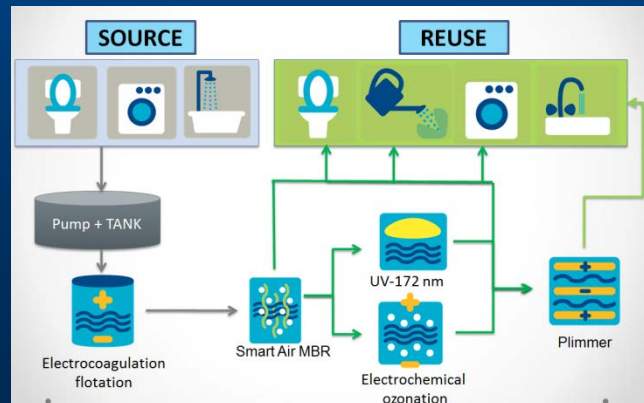 SOURCE
REUSE
Pump + TANK
UV-172 nm
Smart Air MBR
Plimmer
Electrocoagulation
flotation
Electrochemical
ozonation